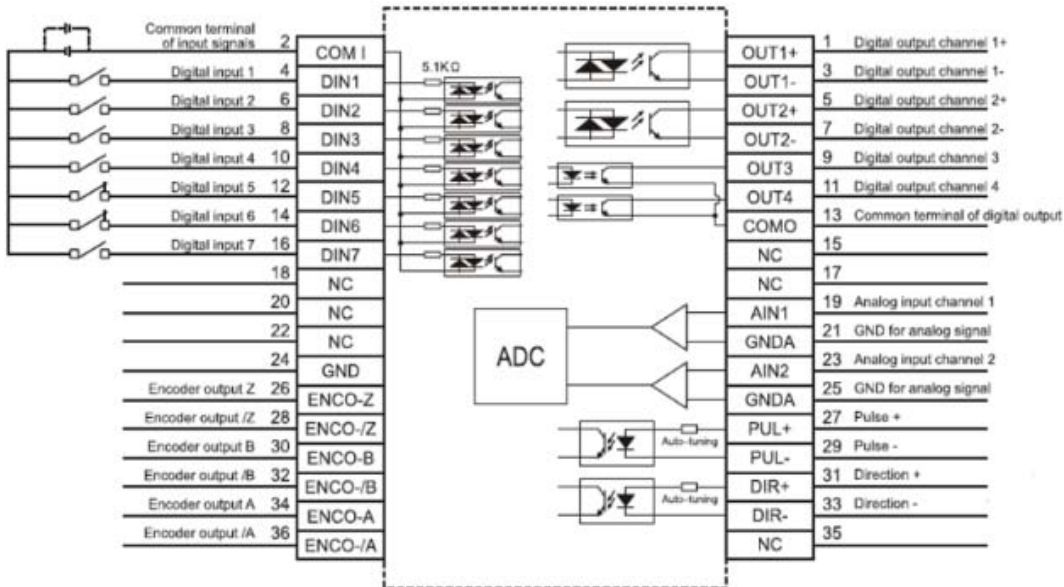 Common terminal of input signals 2 COM I
Digital input 1 4 DIN1
Digital input 2 6 DIN2
Digital input 3 8 DIN3
Digital input 4 10 DIN4
Digital input 5 12 DIN5
Digital input 6 14 DIN6
Digital input 7 16 DIN7
18 NC
20 NC
22 NC
24 GND
Encoder output Z 26 ENCO-Z
Encoder output /Z 28 ENCO-/Z
Encoder output B 30 ENCO-B
Encoder output /B 32 ENCO-/B
Encoder output A 34 ENCO-A
Encoder output /A 36 ENCO-/A
5.1KΩ
ADC
Auto-tuning
Auto-tuning
OUT1+ 1 Digital output channel 1+
OUT1- 3 Digital output channel 1-
OUT2+ 5 Digital output channel 2+
OUT2- 7 Digital output channel 2-
OUT3 9 Digital output channel 3
OUT4 11 Digital output channel 4
COMO 13 Common terminal of digital output
NC 15
NC 17
AIN1 19 Analog input channel 1
GNDA 21 GND for analog signal
AIN2 23 Analog input channel 2
GNDA 25 GND for analog signal
PUL+ 27 Pulse +
PUL- 29 Pulse -
DIR+ 31 Direction +
DIR- 33 Direction -
NC 35